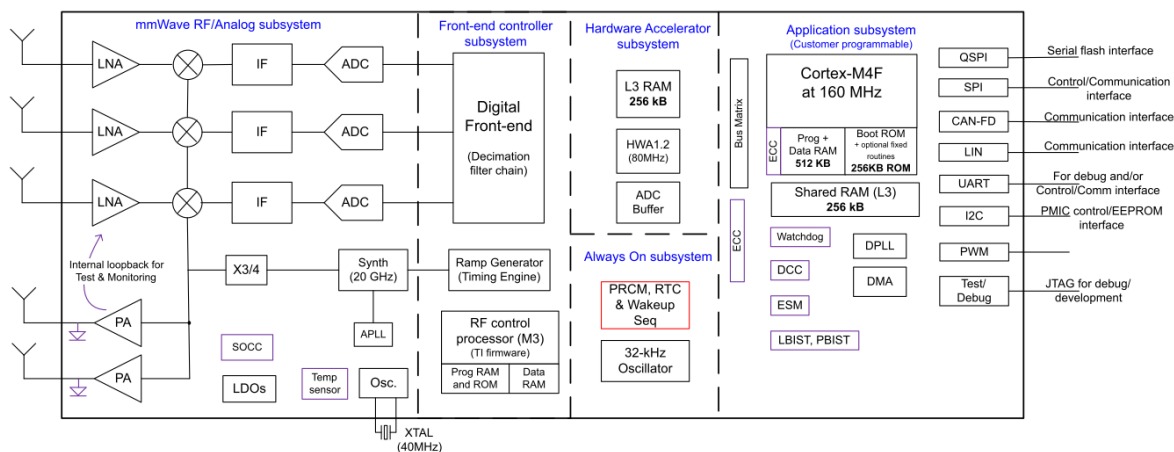 mmWave RF/Analog subsystem
LNA
IF
ADC
LNA
IF
ADC
LNA
IF
ADC
Internal loopback for
Test & Monitoring
PA
PA
X3/4
Synth
(20 GHz)
APLL
SOCC
LDOs
Temp
sensor
Osc.
XTAL
(40MHz)
Front-end controller
subsystem
Digital
Front-end
(Decimation
filter chain)
Ramp Generator
(Timing Engine)
RF control
processor (M3)
(TI firmware)
Prog RAM
and ROM
Data
RAM
Hardware Accelerator
subsystem
L3 RAM
256 kB
HWA1.2
(80MHz)
ADC
Buffer
Always On subsystem
PRCM, RTC
& Wakeup
Seq
32-kHz
Oscillator
Application subsystem
(Customer programmable)
Bus Matrix
Cortex-M4F
at 160 MHz
ECC
Prog +
Data RAM
512 KB
Boot ROM
+ optional fixed
routines
256KB ROM
Shared RAM (L3)
256 kB
ECC
Watchdog
DCC
ESM
LBIST, PBIST
DPLL
DMA
QSPI
Serial flash interface
SPI
Control/Communication
interface
CAN-FD
Communication interface
LIN
Communication interface
UART
For debug and/or
Control/Comm interface
I2C
PMIC control/EEPROM
interface
PWM
Test/
Debug
JTAG for debug/
development